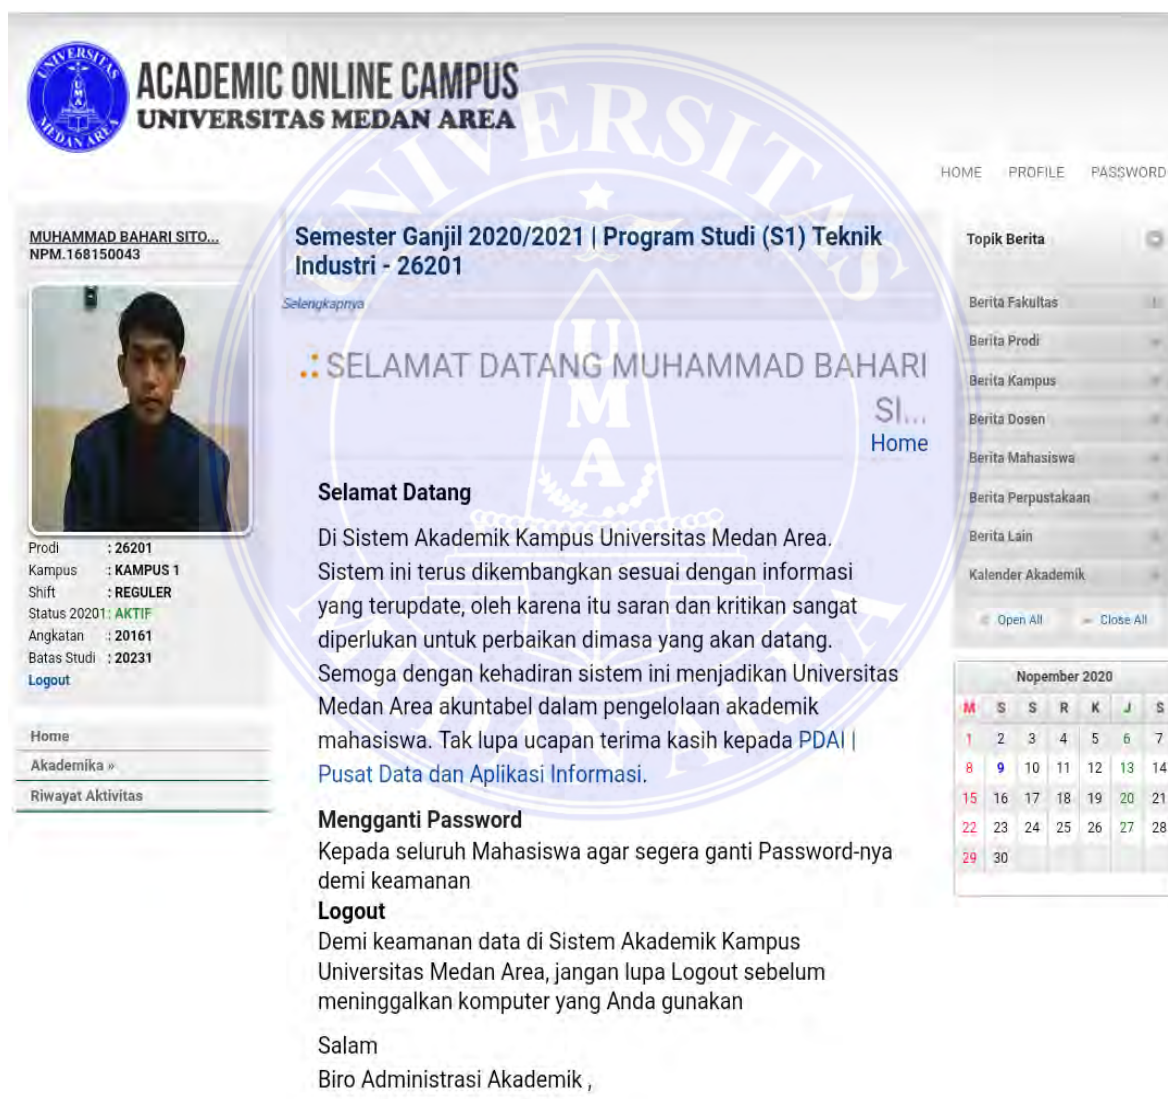 ACADEMIC ONLINE CAMPUS
UNIVERSITAS MEDAN AREA
UNIVERSITAS
UMA
MEDAN AREA
HOME PROFILE PASSWORD
MUHAMMAD BAHARI SITO...
NPM.168150043
Prodi : 26201
Kampus : KAMPUS 1
Shift : REGULER
Status 20201: AKTIF
Angkatan : 20161
Batas Studi : 20231
Logout
Home
Akademika »
Riwayat Aktivitas
Semester Ganjil 2020/2021 | Program Studi (S1) Teknik
Industri - 26201
Selengkapnya
.: SELAMAT DATANG MUHAMMAD BAHARI
SI...
Home
Selamat Datang
Di Sistem Akademik Kampus Universitas Medan Area.
Sistem ini terus dikembangkan sesuai dengan informasi
yang terupdate, oleh karena itu saran dan kritikan sangat
diperlukan untuk perbaikan dimasa yang akan datang.
Semoga dengan kehadiran sistem ini menjadikan Universitas
Medan Area akuntabel dalam pengelolaan akademik
mahasiswa. Tak lupa ucapan terima kasih kepada PDAI |
Pusat Data dan Aplikasi Informasi.
Mengganti Password
Kepada seluruh Mahasiswa agar segera ganti Password-nya
demi keamanan
Logout
Demi keamanan data di Sistem Akademik Kampus
Universitas Medan Area, jangan lupa Logout sebelum
meninggalkan komputer yang Anda gunakan
Salam
Biro Administrasi Akademik ,
Topik Berita
Berita Fakultas
Berita Prodi
Berita Kampus
Berita Dosen
Berita Mahasiswa
Berita Perpustakaan
Berita Lain
Kalender Akademik
Open All Close All
Nopember 2020
M S S R K J S
1 2 3 4 5 6 7
8 9 10 11 12 13 14
15 16 17 18 19 20 21
22 23 24 25 26 27 28
29 30
UNIVERSITAS
UMA
MEDAN AREA